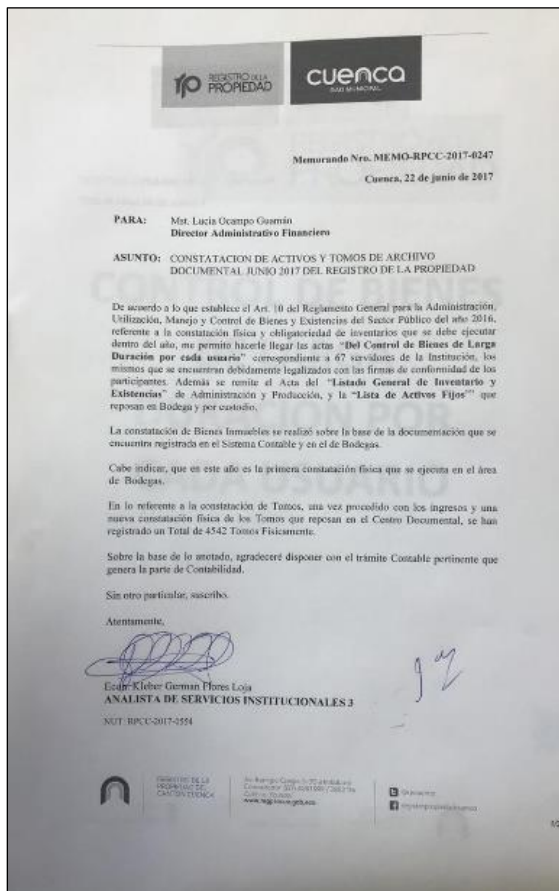 rp REGISTRO DE LA
PROPIEDAD
cuenca
GAD MUNICIPAL
Memorando Nro. MEMO-RPCC-2017-0247
Cuenca, 22 de junio de 2017
PARA: Mst. Lucia Ocampo Guamán
Director Administrativo Financiero
ASUNTO: CONSTATACION DE ACTIVOS Y TOMOS DE ARCHIVO
DOCUMENTAL JUNIO 2017 DEL REGISTRO DE LA PROPIEDAD
De acuerdo a lo que establece el Art. 10 del Reglamento General para la Administración,
Utilización, Manejo y Control de Bienes y Existencias del Sector Público del año 2016,
referente a la constatación física y obligatoriedad de inventarios que se debe ejecutar
dentro del año, me permito hacerle llegar las actas "Del Control de Bienes de Larga
Duración por cada usuario" correspondiente a 67 servidores de la Institución, los
mismos que se encuentran debidamente legalizados con las firmas de conformidad de los
participantes. Además se remite el Acta del "Listado General de Inventario y
Existencias" de Administración y Producción, y la "Lista de Activos Fijos"" que
reposan en Bodega y por custodio.
La constatación de Bienes Inmuebles se realizó sobre la base de la documentación que se
encuentra registrada en el Sistema Contable y en el de Bodegas.
Cabe indicar, que en este año es la primera constatación física que se ejecuta en el área
de Bodegas.
En lo referente a la constatación de Tomos, una vez procedido con los ingresos y una
nueva constatación física de los Tomos que reposan en el Centro Documental, se han
registrado un Total de 4542 Tomos Físicamente.
Sobre la base de lo anotado, agradeceré disponer con el trámite Contable pertinente que
genera la parte de Contabilidad.
Sin otro particular, suscribo.
Atentamente,
Econ. Kleber German Flores Loja
ANALISTA DE SERVICIOS INSTITUCIONALES 3
NUT: RPCC-2017-0554
REGISTRO DE LA
PROPIEDAD DEL
CANTÓN CUENCA
1/2